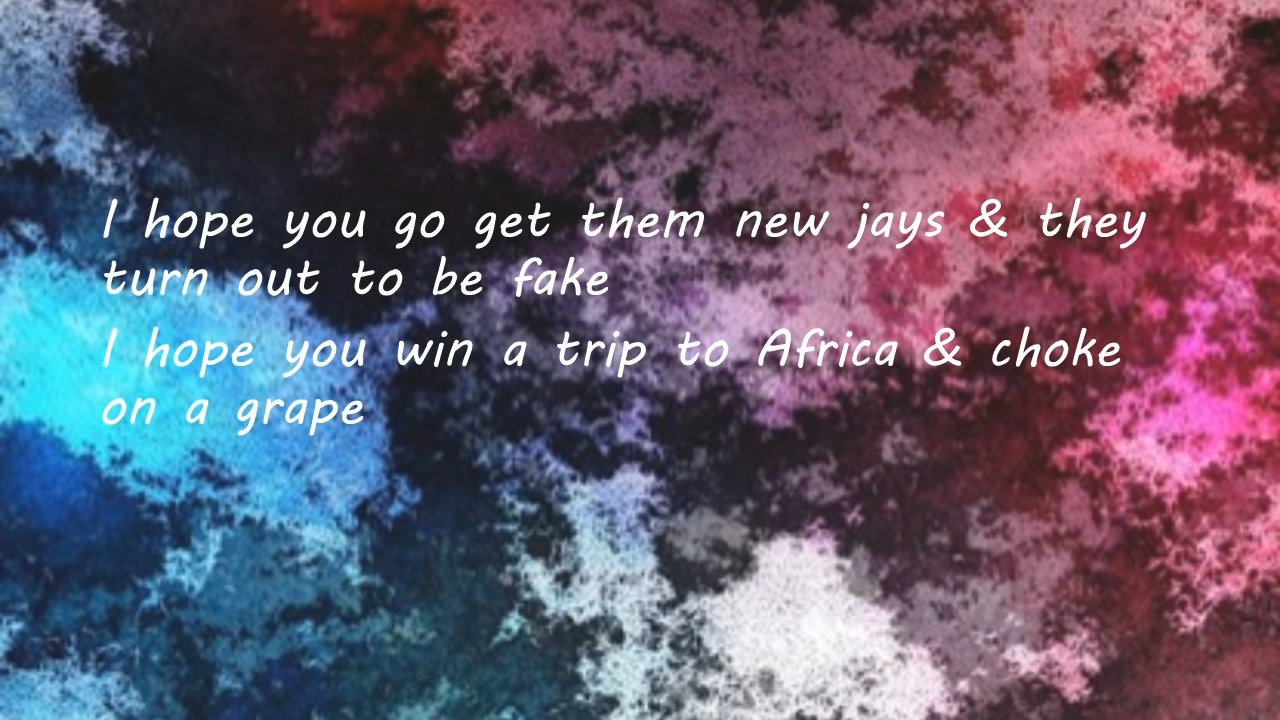 I hope you go get them new jays & they
turn out to be fake
I hope you win a trip to Africa & choke
on a grape